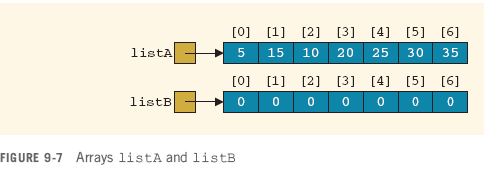 [0] [1] [2] [3] [4] [5] [6]
listA 5 15 10 20 25 30 35
[0] [1] [2] [3] [4] [5] [6]
listB 0 0 0 0 0 0 0
FIGURE 9-7 Arrays listA and listB